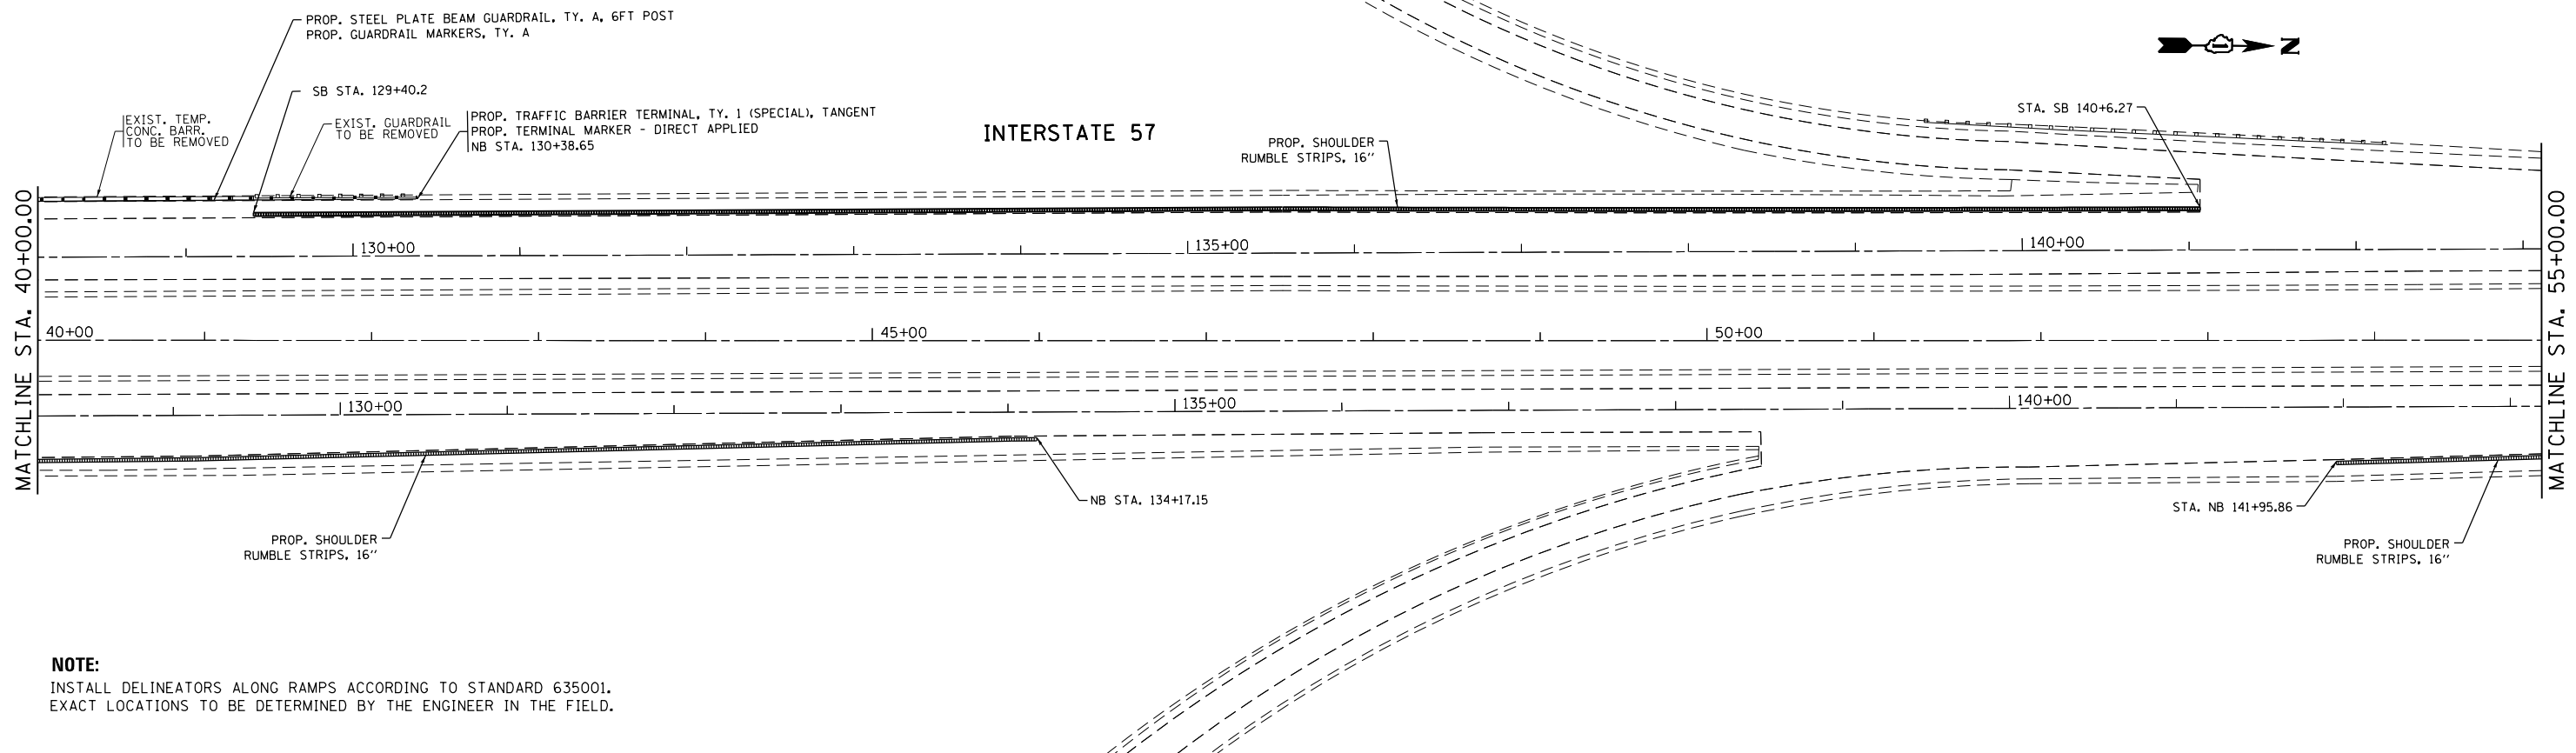 PROP. STEEL PLATE BEAM GUARDRAIL, TY. A, 6FT POST
PROP. GUARDRAIL MARKERS, TY. A
SB STA. 129+40.2
EXIST. TEMP.
CONC. BARR.
TO BE REMOVED
EXIST. GUARDRAIL
TO BE REMOVED
PROP. TRAFFIC BARRIER TERMINAL, TY. 1 (SPECIAL), TANGENT
PROP. TERMINAL MARKER - DIRECT APPLIED
NB STA. 130+38.65
INTERSTATE 57
PROP. SHOULDER
RUMBLE STRIPS, 16"
STA. SB 140+6.27
N
MATCHLINE STA. 40+00.00
MATCHLINE STA. 55+00.00
130+00
135+00
140+00
40+00
45+00
50+00
130+00
135+00
140+00
NB STA. 134+17.15
STA. NB 141+95.86
PROP. SHOULDER
RUMBLE STRIPS, 16"
PROP. SHOULDER
RUMBLE STRIPS, 16"
NOTE:
INSTALL DELINEATORS ALONG RAMPS ACCORDING TO STANDARD 635001.
EXACT LOCATIONS TO BE DETERMINED BY THE ENGINEER IN THE FIELD.